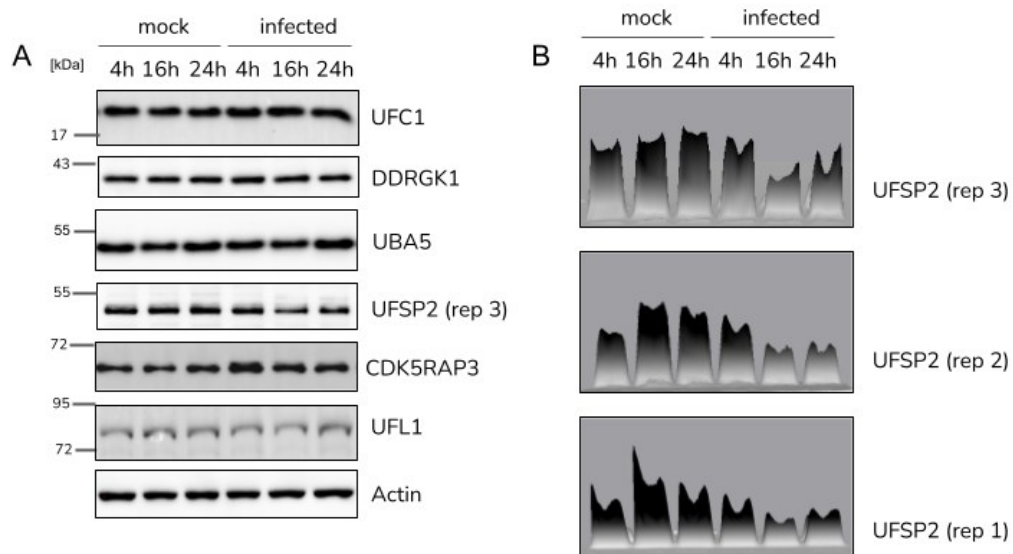 A
mock infected
[kDa] 4h 16h 24h 4h 16h 24h
UFC1
17
43
DDRGK1
55
UBA5
55
UFSP2 (rep 3)
72
CDK5RAP3
95
UFL1
72
Actin
B
mock infected
4h 16h 24h 4h 16h 24h
UFSP2 (rep 3)
UFSP2 (rep 2)
UFSP2 (rep 1)